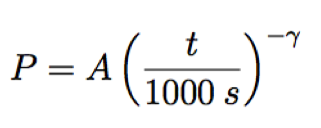 P = A ( t / 1000 s )^{-γ}